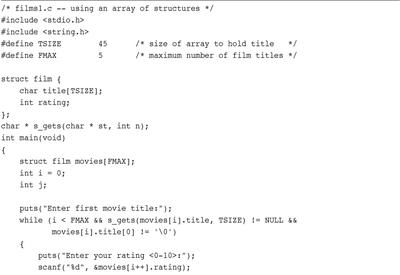 /* films1.c -- using an array of structures */
#include <stdio.h>
#include <string.h>
#define TSIZE 45 /* size of array to hold title */
#define FMAX 5 /* maximum number of film titles */
struct film {
char title[TSIZE];
int rating;
};
char * s_gets(char * st, int n);
int main(void)
{
struct film movies[FMAX];
int i = 0;
int j;
puts("Enter first movie title:");
while (i < FMAX && s_gets(movies[i].title, TSIZE) != NULL &&
movies[i].title[0] != '\0')
{
puts("Enter your rating <0-10>:");
scanf("%d", &movies[i++].rating);